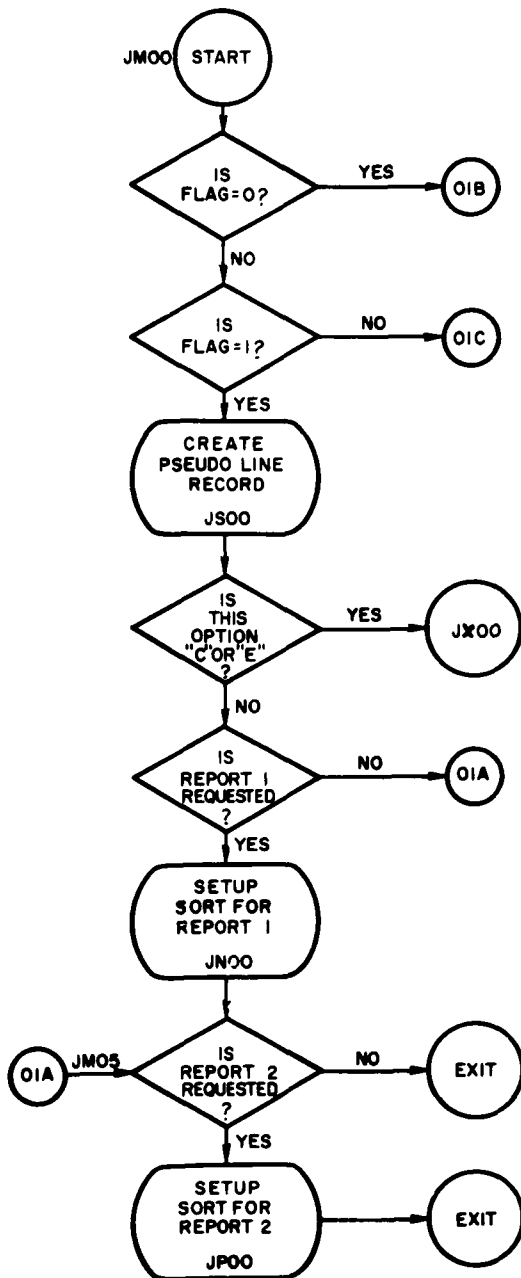 JM00 START
IS
FLAG=0?
YES
01B
NO
IS
FLAG=1?
NO
01C
YES
CREATE
PSEUDO LINE
RECORD
JS00
IS
THIS
OPTION
"C"OR"E"
?
YES
JX00
NO
IS
REPORT 1
REQUESTED
?
NO
01A
YES
SETUP
SORT FOR
REPORT 1
JN00
01A
JM05
IS
REPORT 2
REQUESTED
?
NO
EXIT
YES
SETUP
SORT FOR
REPORT 2
JP00
EXIT